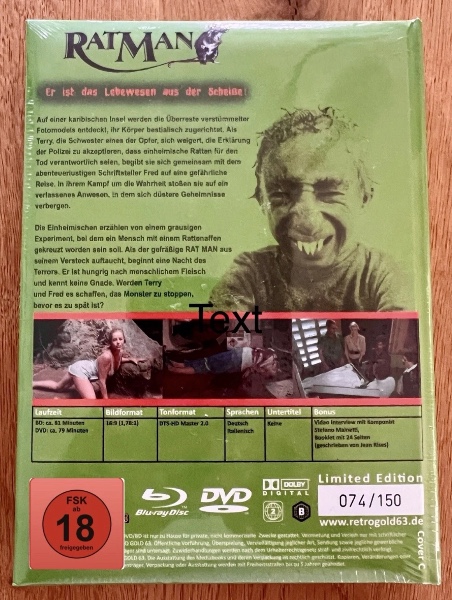 RATMAN
Er ist das Lebewesen aus der Scheiße!
Auf einer karibischen Insel werden die Überreste verstümmelter
Fotomodels entdeckt, ihr Körper bestialisch zugerichtet. Als
Terry, die Schwester eines der Opfer, sich weigert, die Erklärung
der Polizei zu akzeptieren, dass einheimische Ratten für den
Tod verantwortlich seien, begibt sie sich gemeinsam mit dem
abenteuerlustigen Schriftsteller Fred auf eine gefährliche
Reise. In ihrem Kampf um die Wahrheit stoßen sie auf ein
verlassenes Anwesen, in dem sich düstere Geheimnisse
verbergen.
Die Einheimischen erzählen von einem grausigen
Experiment, bei dem ein Mensch mit einem Rattenaffen
gekreuzt worden sein soll. Als der gefräßige RAT MAN aus
seinem Versteck auftaucht, beginnt eine Nacht des
Terrors. Er ist hungrig nach menschlichem Fleisch
und kennt keine Gnade. Werden Terry
und Fred es schaffen, das Monster zu stoppen,
bevor es zu spät ist?
Text
Laufzeit Bildformat Tonformat Sprachen Untertitel Bonus
BD: ca. 81 Minuten 16:9 (1,78:1) DTS-HD Master 2.0 Deutsch Keine Video Interview mit Komponist
DVD: ca. 79 Minuten Italienisch Stefano Mainetti,
Booklet mit 24 Seiten
(geschrieben von
FSK
ab
18
freigegeben
Blu-ray Disc
DVD
DOLBY
DIGITAL
2
B
Limited Edition
074/150
www.retrogold63.de
Cover C